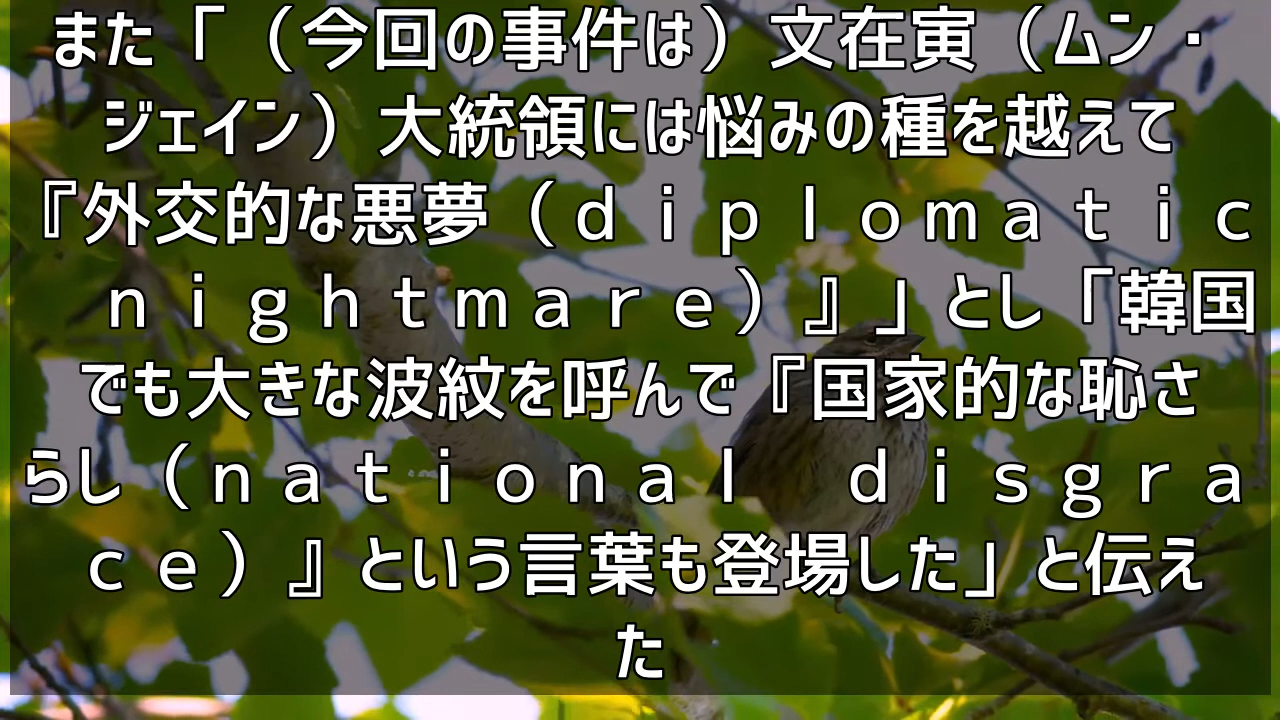 また「（今回の事件は）文在寅（ムン・
ジェイン）大統領には悩みの種を越えて
『外交的な悪夢（ｄｉｐｌｏｍａｔｉｃ
　ｎｉｇｈｔｍａｒｅ）』」とし「韓国
でも大きな波紋を呼んで『国家的な恥さ
らし（ｎａｔｉｏｎａｌ　ｄｉｓｇｒａ
ｃｅ）』という言葉も登場した」と伝え
た